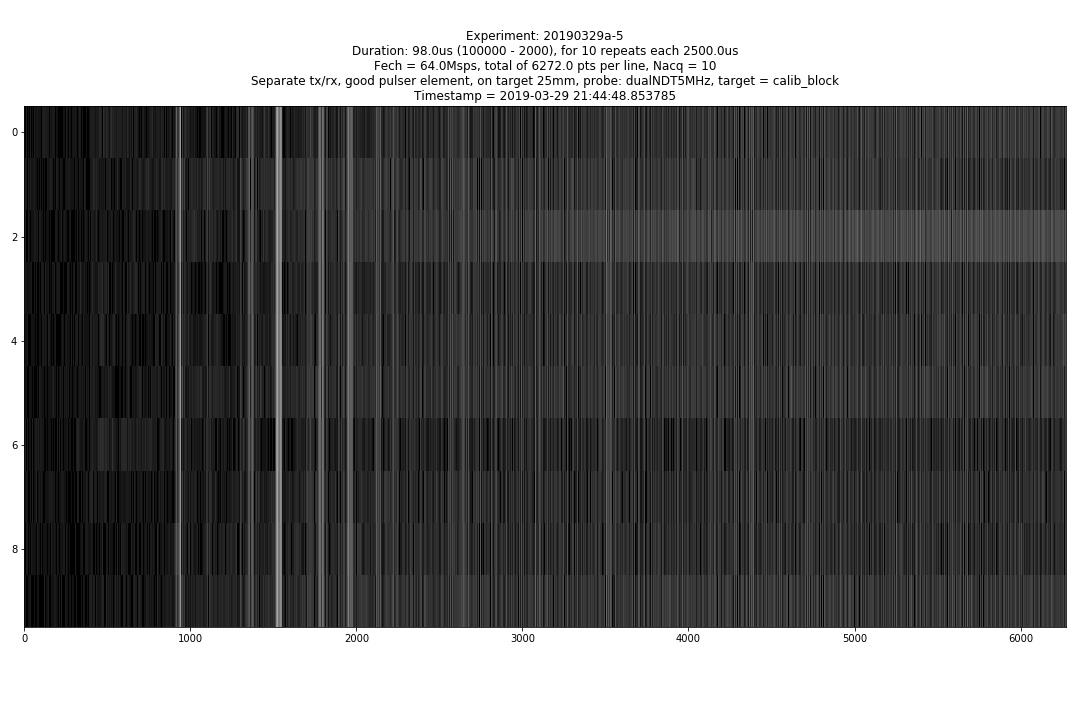 Experiment: 20190329a-5
Duration: 98.0us (100000 - 2000), for 10 repeats each 2500.0us
Fech = 64.0Msps, total of 6272.0 pts per line, Nacq = 10
Separate tx/rx, good pulser element, on target 25mm, probe: dualNDT5MHz, target = calib_block
Timestamp = 2019-03-29 21:44:48.853785
0
2
4
6
8
0 1000 2000 3000 4000 5000 6000